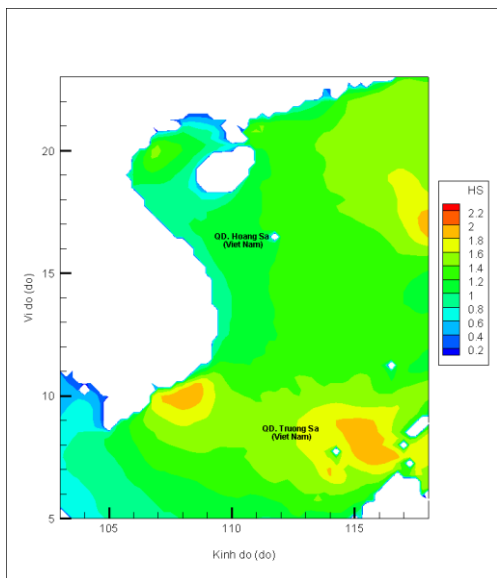 HS
2.2
2
1.8
1.6
1.4
1.2
1
0.8
0.6
0.4
0.2
20
15
10
5
Vi do (do)
QD. Hoang Sa
(Viet Nam)
QD. Truong Sa
(Viet Nam)
105
110
115
Kinh do (do)